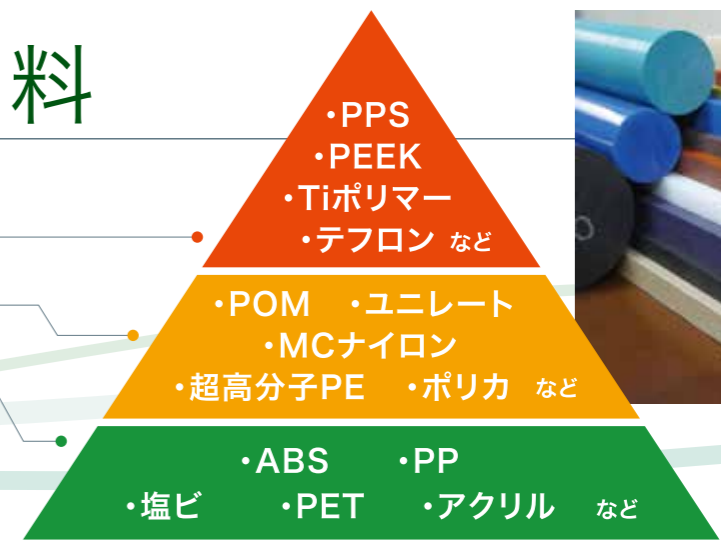 料
・PPS
・PEEK
・Tiポリマー
・テフロン など
・POM ・ユニレート
・MCナイロン
・超高分子PE ・ポリカ など
・ABS ・PP
・塩ビ ・PET ・アクリル など